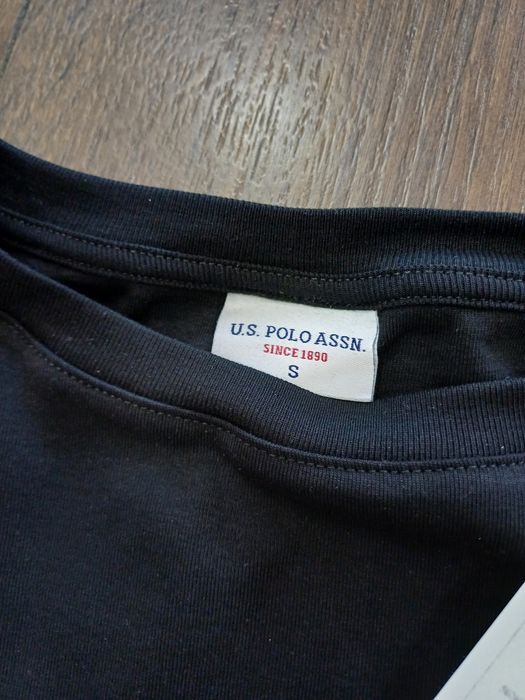 U.S. POLO ASSN.
SINCE 1890
S